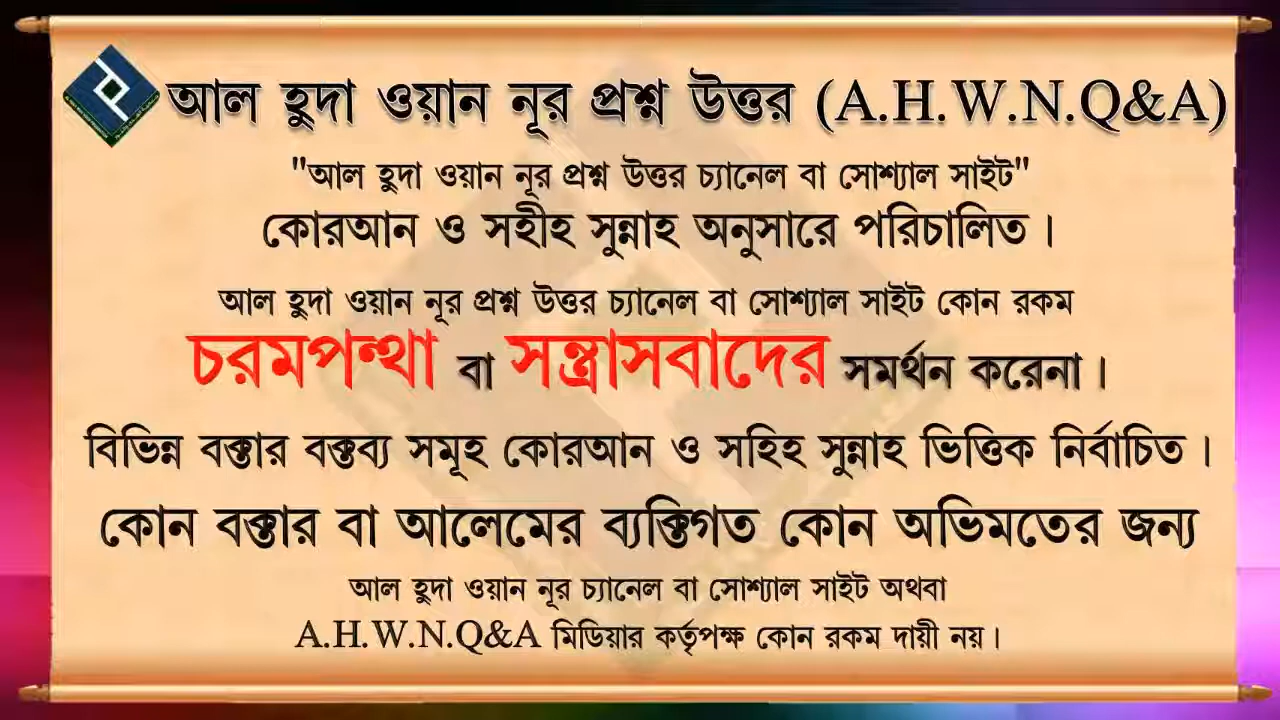 আল হুদা ওয়ান নূর প্রশ্ন উত্তর (A.H.W.N.Q&A)
"আল হুদা ওয়ান নূর প্রশ্ন উত্তর চ্যানেল বা সোশ্যাল সাইট"
কোরআন ও সহীহ সুন্নাহ অনুসারে পরিচালিত।
আল হুদা ওয়ান নূর প্রশ্ন উত্তর চ্যানেল বা সোশ্যাল সাইট কোন রকম
চরমপন্থা বা সন্ত্রাসবাদের সমর্থন করেনা।
বিভিন্ন বক্তার বক্তব্য সমূহ কোরআন ও সহিহ সুন্নাহ ভিত্তিক নির্বাচিত।
কোন বক্তার বা আলেমের ব্যক্তিগত কোন অভিমতের জন্য
আল হুদা ওয়ান নূর চ্যানেল বা সোশ্যাল সাইট অথবা
A.H.W.N.Q&A মিডিয়ার কর্তৃপক্ষ কোন রকম দায়ী নয়।